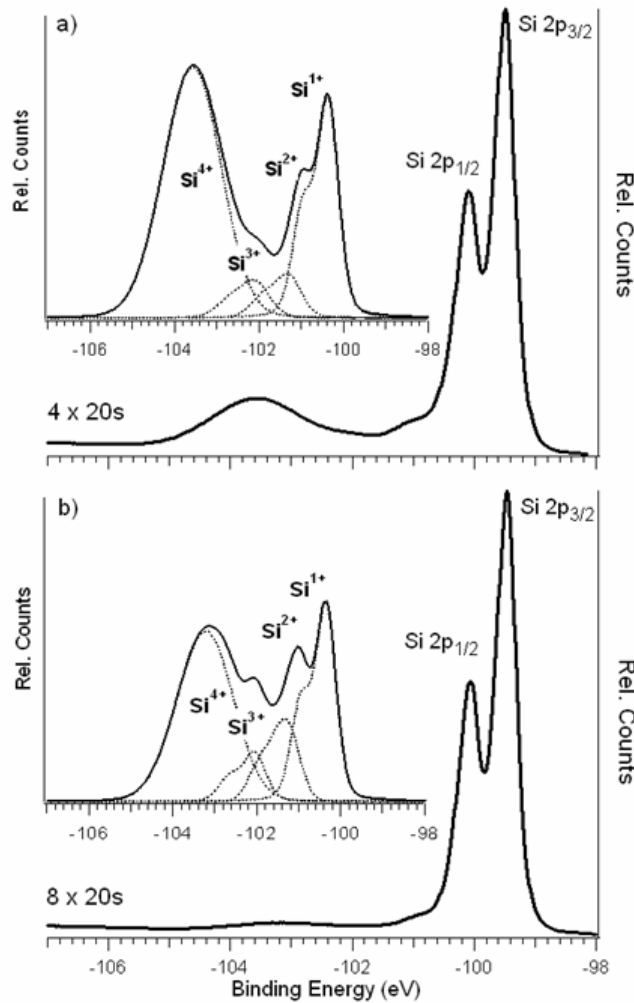 a)
Si 2p3/2
Si1+
Si 2p1/2
Si2+
Si4+
Si3+
Rel. Counts
Rel. Counts
-106 -104 -102 -100 -98
4 x 20s
b)
Si 2p3/2
Si1+
Si2+
Si 2p1/2
Si4+
Si3+
Rel. Counts
Rel. Counts
-106 -104 -102 -100 -98
8 x 20s
-106 -104 -102 -100 -98
Binding Energy (eV)